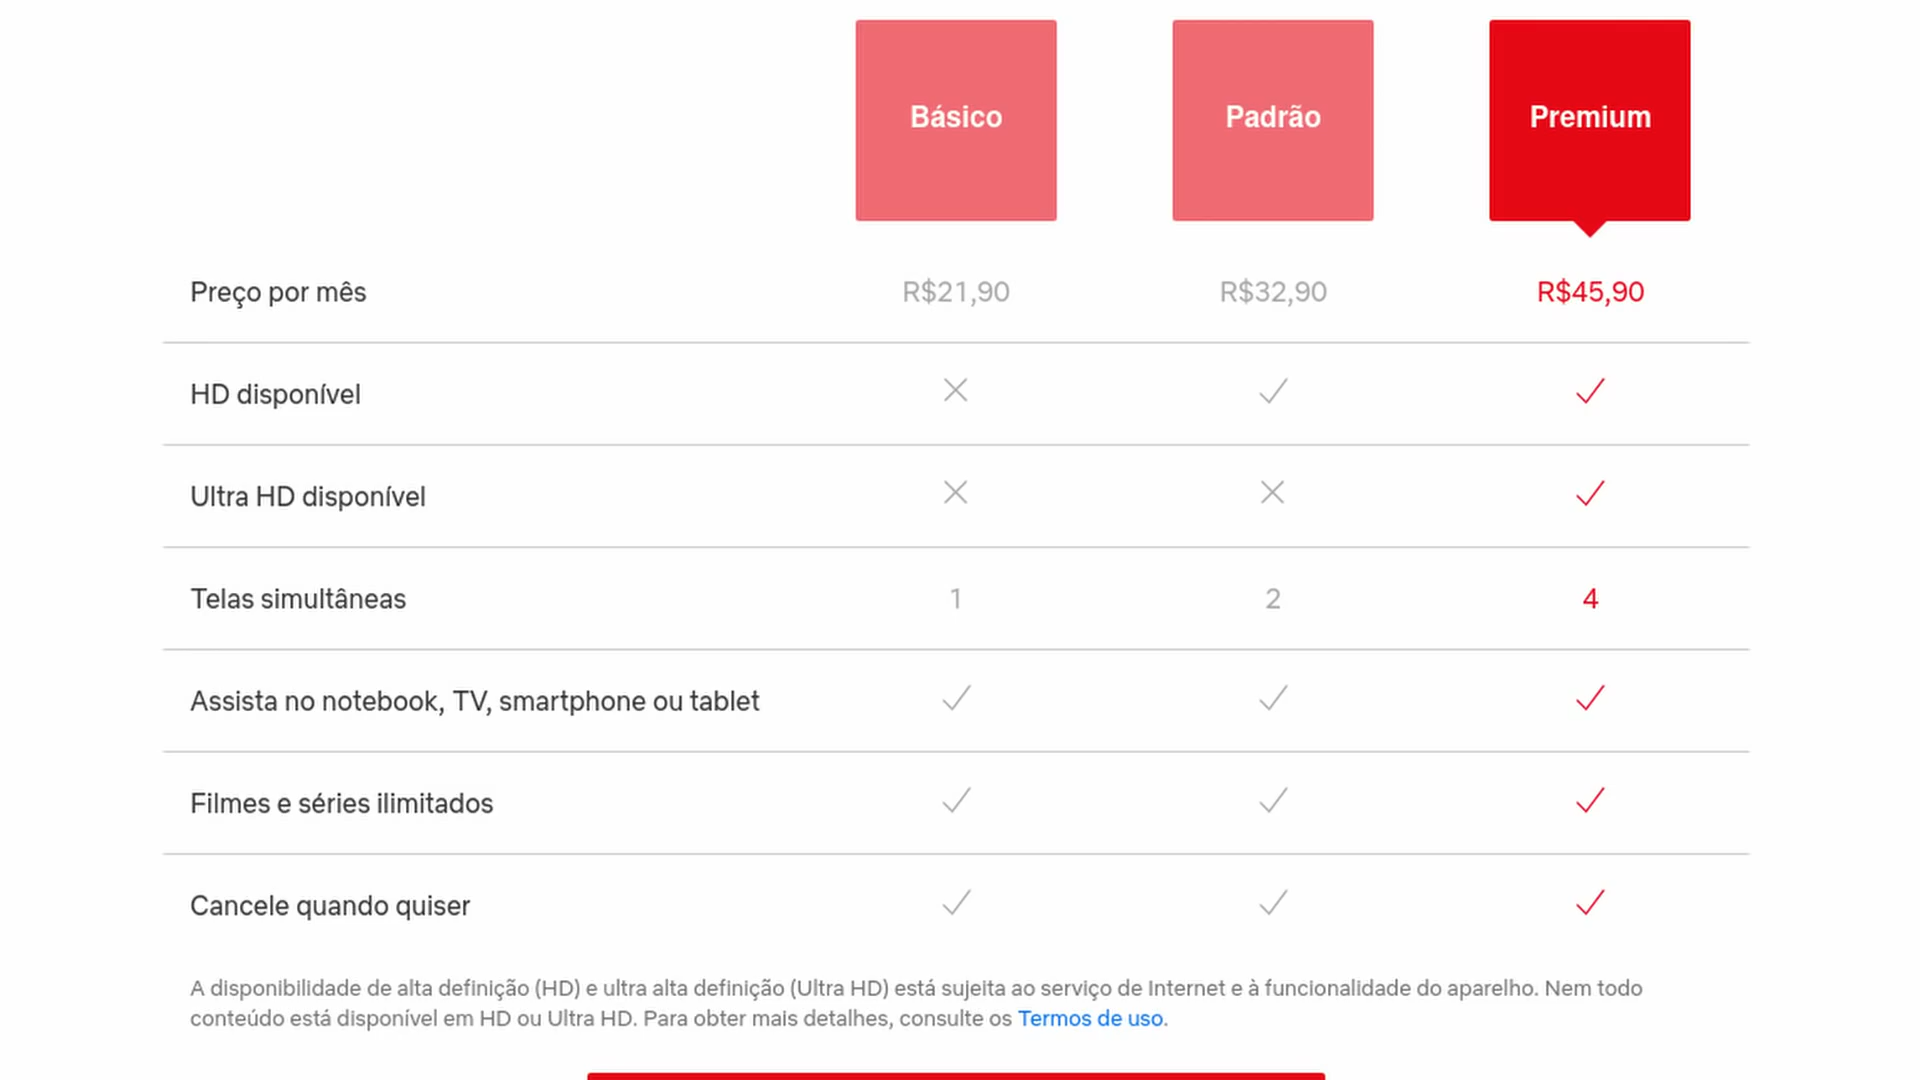 Básico Padrão Premium
Preço por mês R$21,90 R$32,90 R$45,90
HD disponível
Ultra HD disponível
Telas simultâneas 1 2 4
Assista no notebook, TV, smartphone ou tablet
Filmes e séries ilimitados
Cancele quando quiser
A disponibilidade de alta definição (HD) e ultra alta definição (Ultra HD) está sujeita ao serviço de Internet e à funcionalidade do aparelho. Nem todo
conteúdo está disponível em HD ou Ultra HD. Para obter mais detalhes, consulte os Termos de uso.